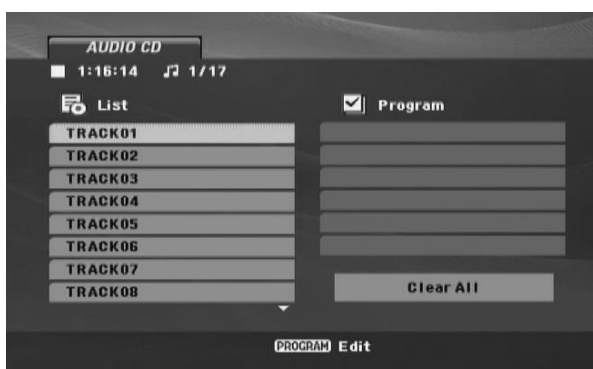 AUDIO CD
1:16:14 1/17
List
Program
TRACK01
TRACK02
TRACK03
TRACK04
TRACK05
TRACK06
TRACK07
TRACK08
Clear All
PROGRAM Edit